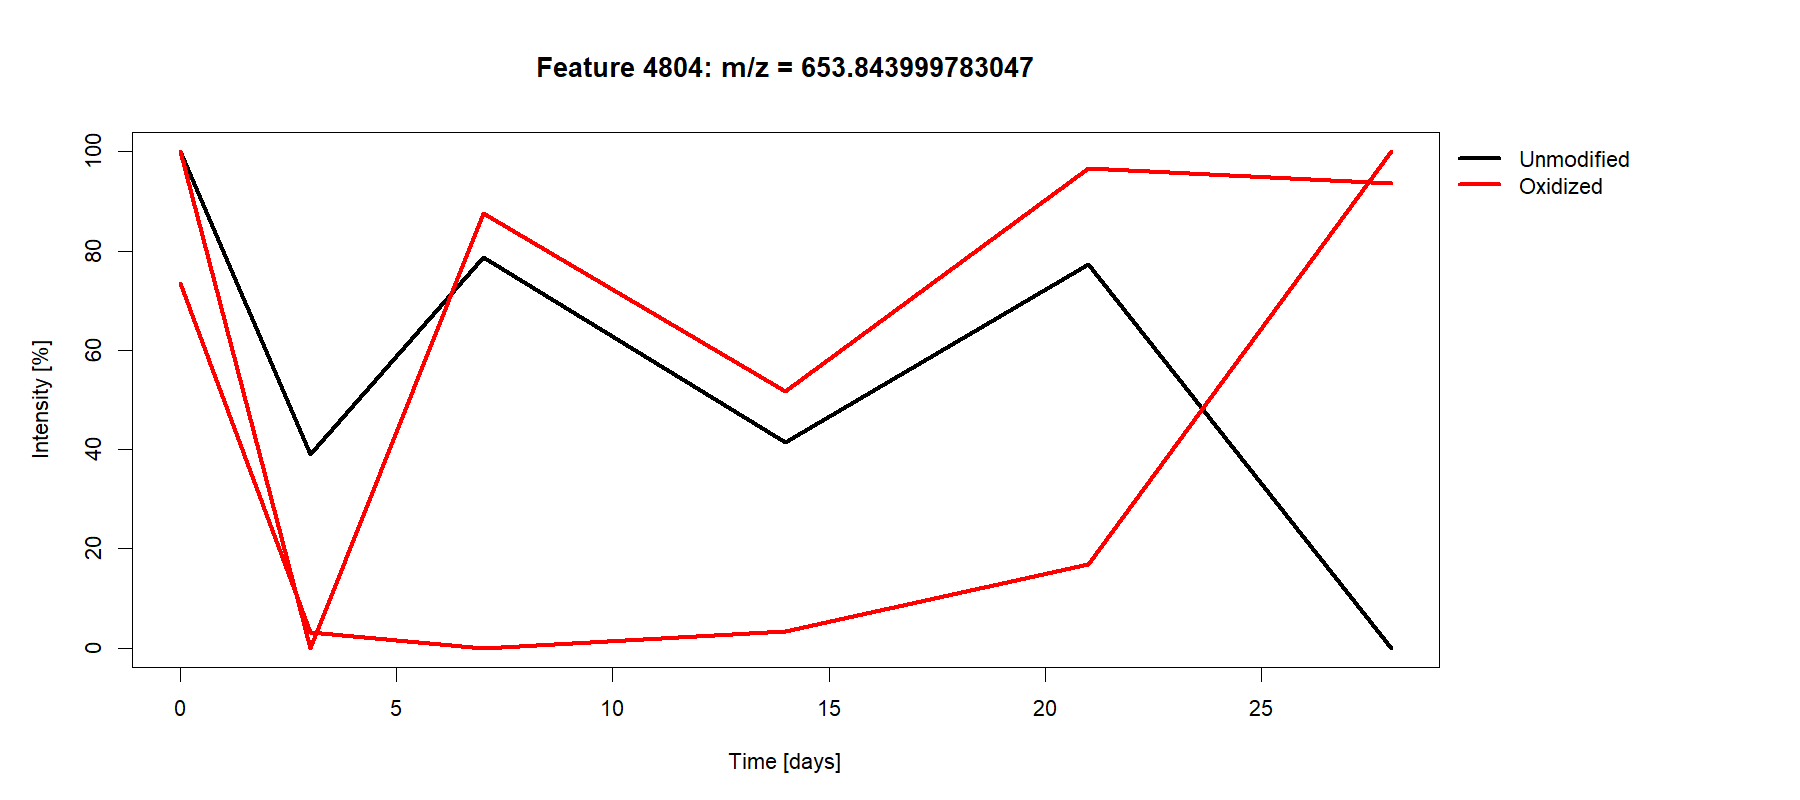 Feature 4804: m/z = 653.843999783047
100
80
60
40
20
0
Intensity [%]
0 5 10 15 20 25
Time [days]
Unmodified
Oxidized